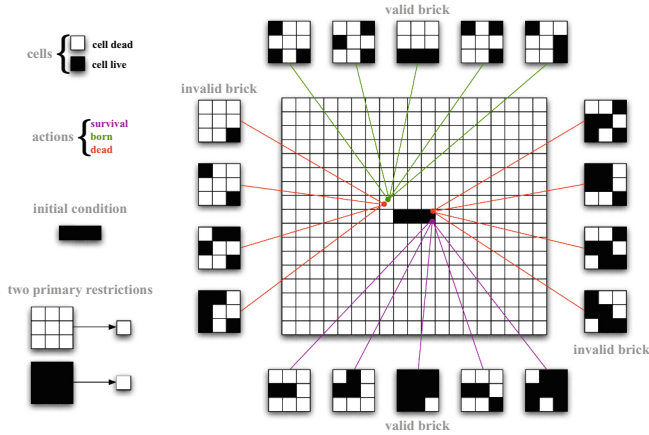 valid brick
cells { cell dead
cell live
invalid brick
actions { survival
born
dead
initial condition
two primary restrictions
invalid brick
valid brick